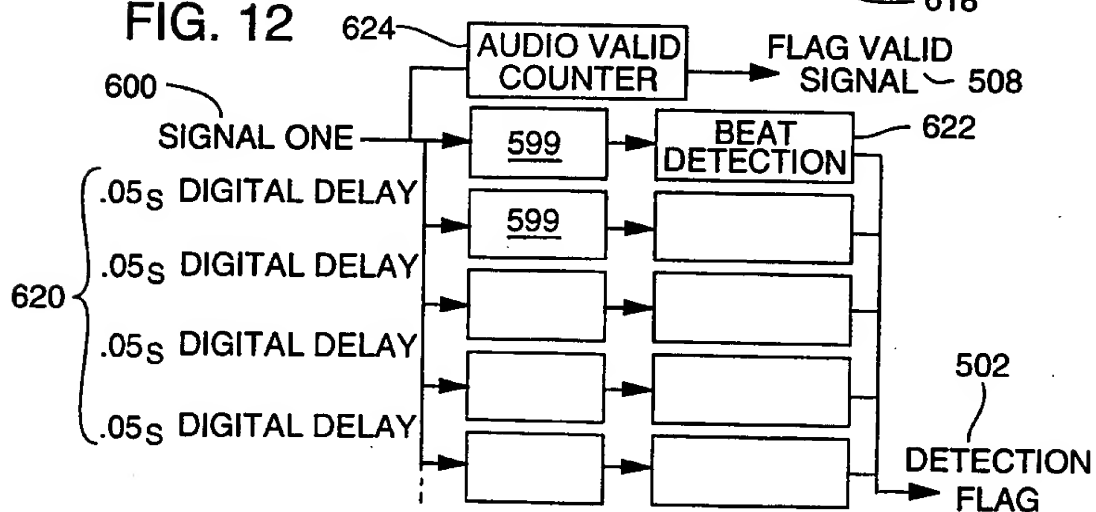 618
FIG. 12
624
AUDIO VALID COUNTER
FLAG VALID SIGNAL
508
600
SIGNAL ONE
599
BEAT DETECTION
622
.05s DIGITAL DELAY
599
.05s DIGITAL DELAY
620
.05s DIGITAL DELAY
502
.05s DIGITAL DELAY
DETECTION FLAG